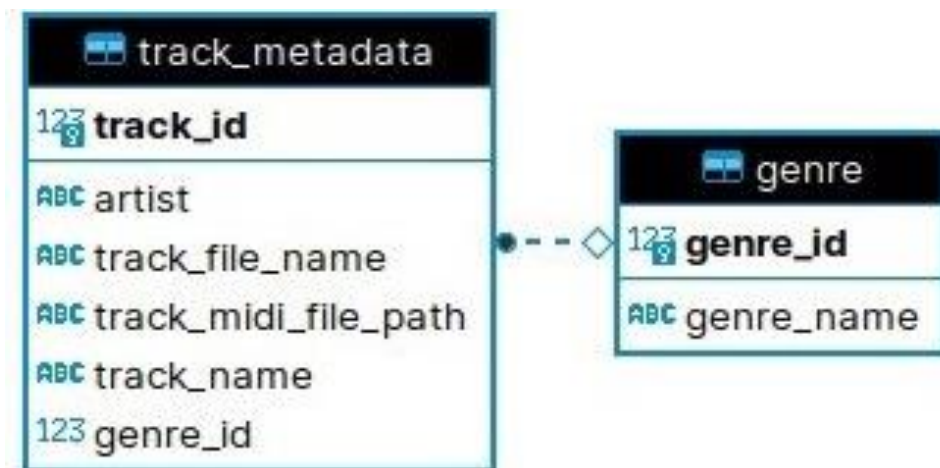 track_metadata
123 track_id
ABC artist
ABC track_file_name
ABC track_midi_file_path
ABC track_name
123 genre_id
genre
123 genre_id
ABC genre_name